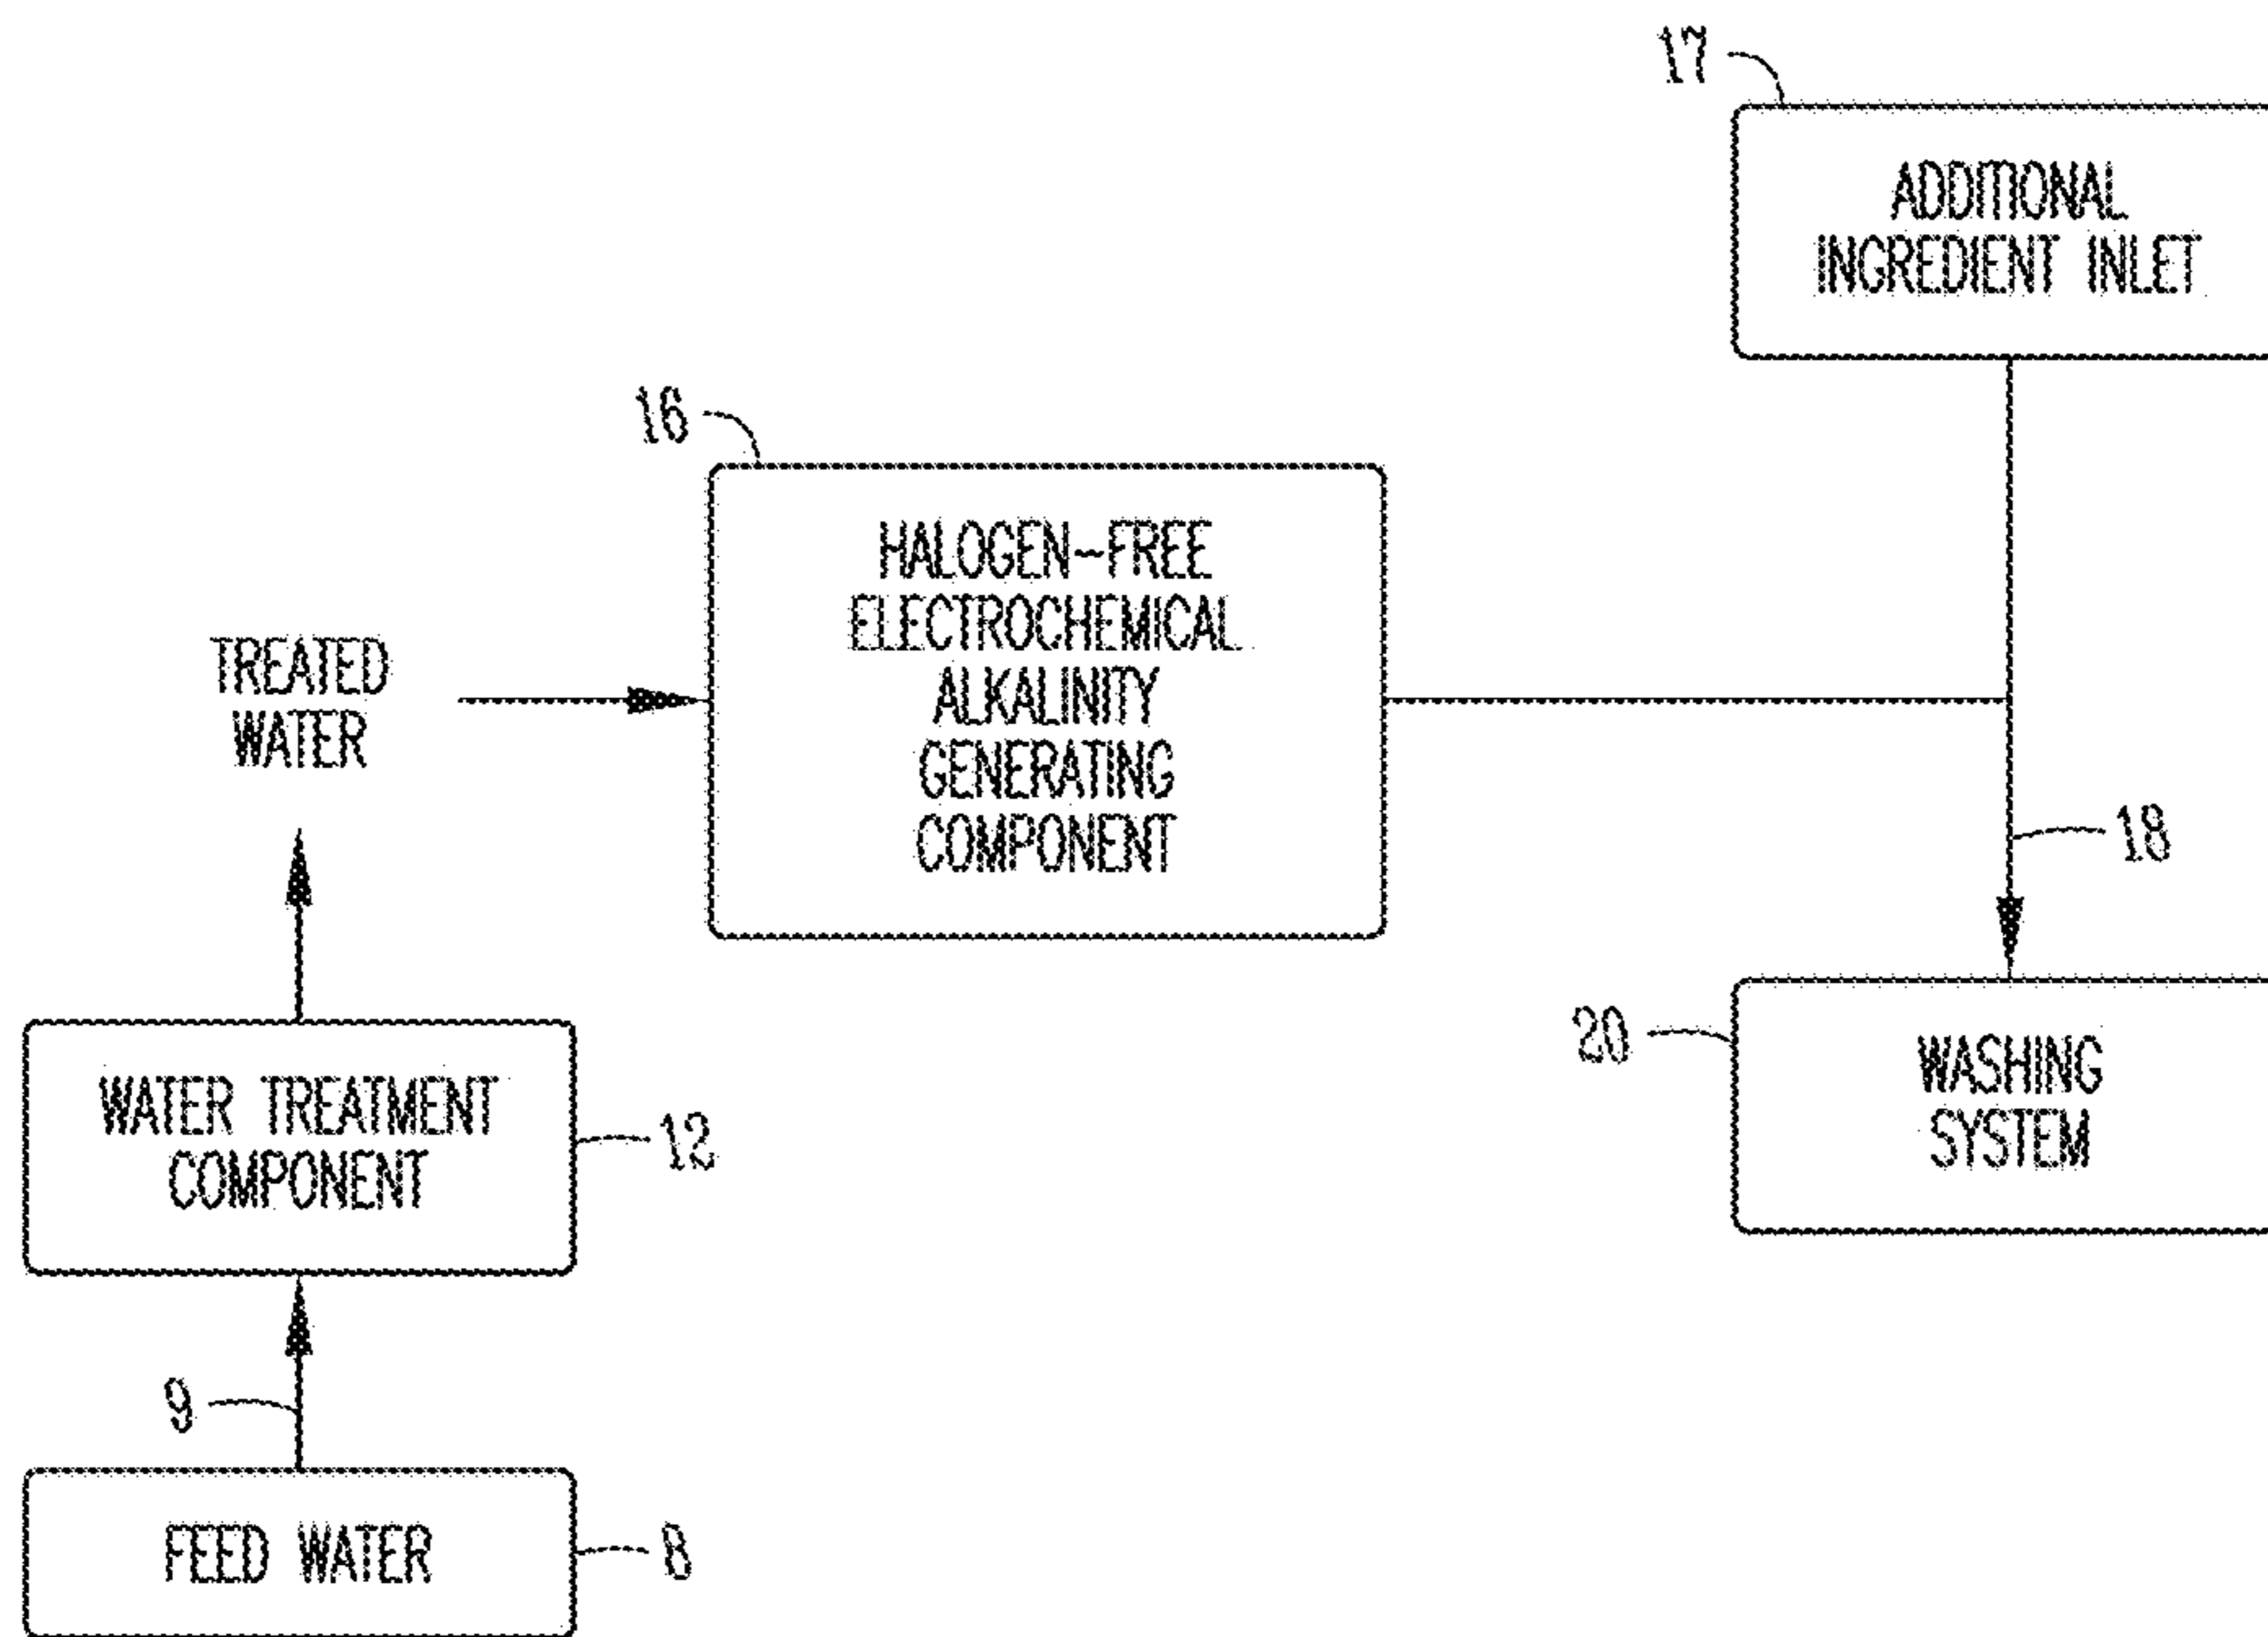 17
ADDITIONAL
INGREDIENT INLET
16
HALOGEN-FREE
ELECTROCHEMICAL
ALKALINITY
GENERATING
COMPONENT
TREATED
WATER
18
20
WASHING
SYSTEM
WATER TREATMENT
COMPONENT
12
9
FEED WATER
8